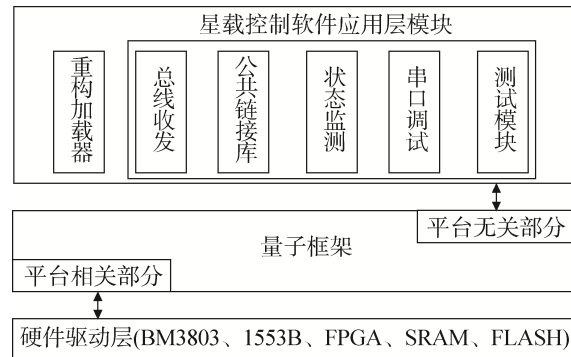 星载控制软件应用层模块
重构加载器
总线收发
公共链接库
状态监测
串口调试
测试模块
平台无关部分
量子框架
平台相关部分
硬件驱动层(BM3803、1553B、FPGA、SRAM、FLASH)